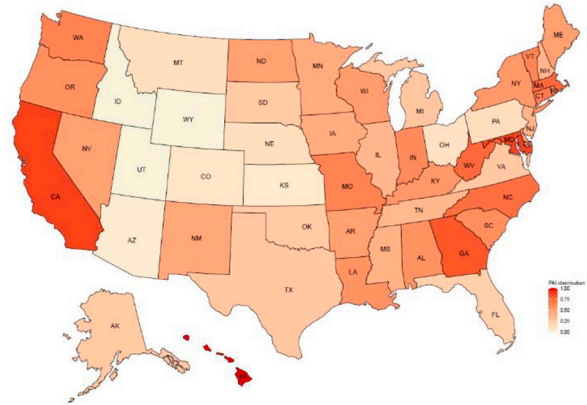 WA
MT
ND
MN
ME
VT
NH
OR
ID
SD
WI
NY
MA
CT
WY
MI
IA
NE
PA
NJ
NV
UT
CO
IL
IN
OH
MD
WV
VA
CA
KS
MO
KY
AZ
NM
OK
AR
TN
NC
SC
MS
AL
GA
TX
LA
FL
AK
PAI distribution
1.00
0.75
0.50
0.25
0.00